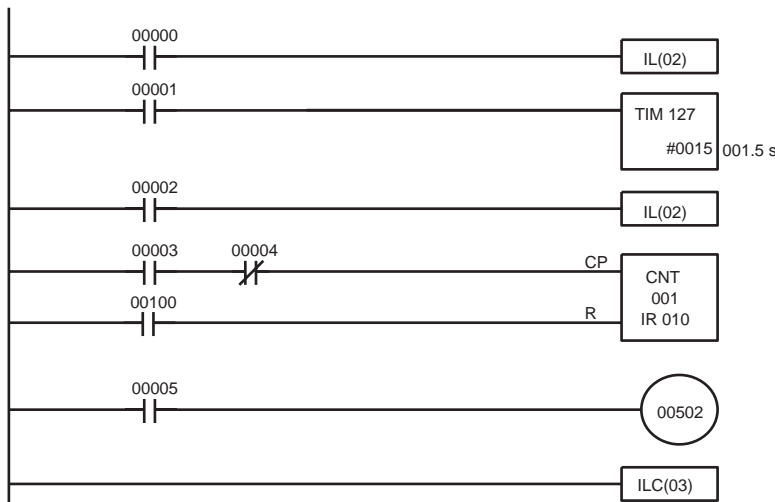 00000
IL(02)
00001
TIM 127
#0015 001.5 s
00002
IL(02)
00003 00004
CP
CNT
001
IR 010
00100
R
00005
00502
ILC(03)